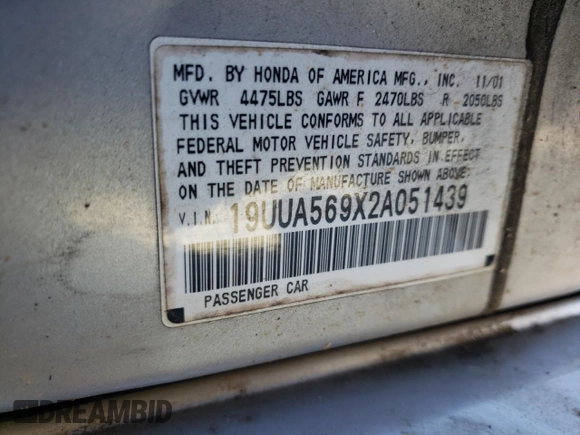 MFD. BY HONDA OF AMERICA MFG., INC. 11/01
GVWR 4475LBS GAWR F 2470LBS R 2050LBS
THIS VEHICLE CONFORMS TO ALL APPLICABLE
FEDERAL MOTOR VEHICLE SAFETY, BUMPER,
AND THEFT PREVENTION STANDARDS IN EFFECT
ON THE DATE OF MANUFACTURE SHOWN ABOVE.
V.I.N. 19UUA569X2A051439
PASSENGER CAR
DREAMBID